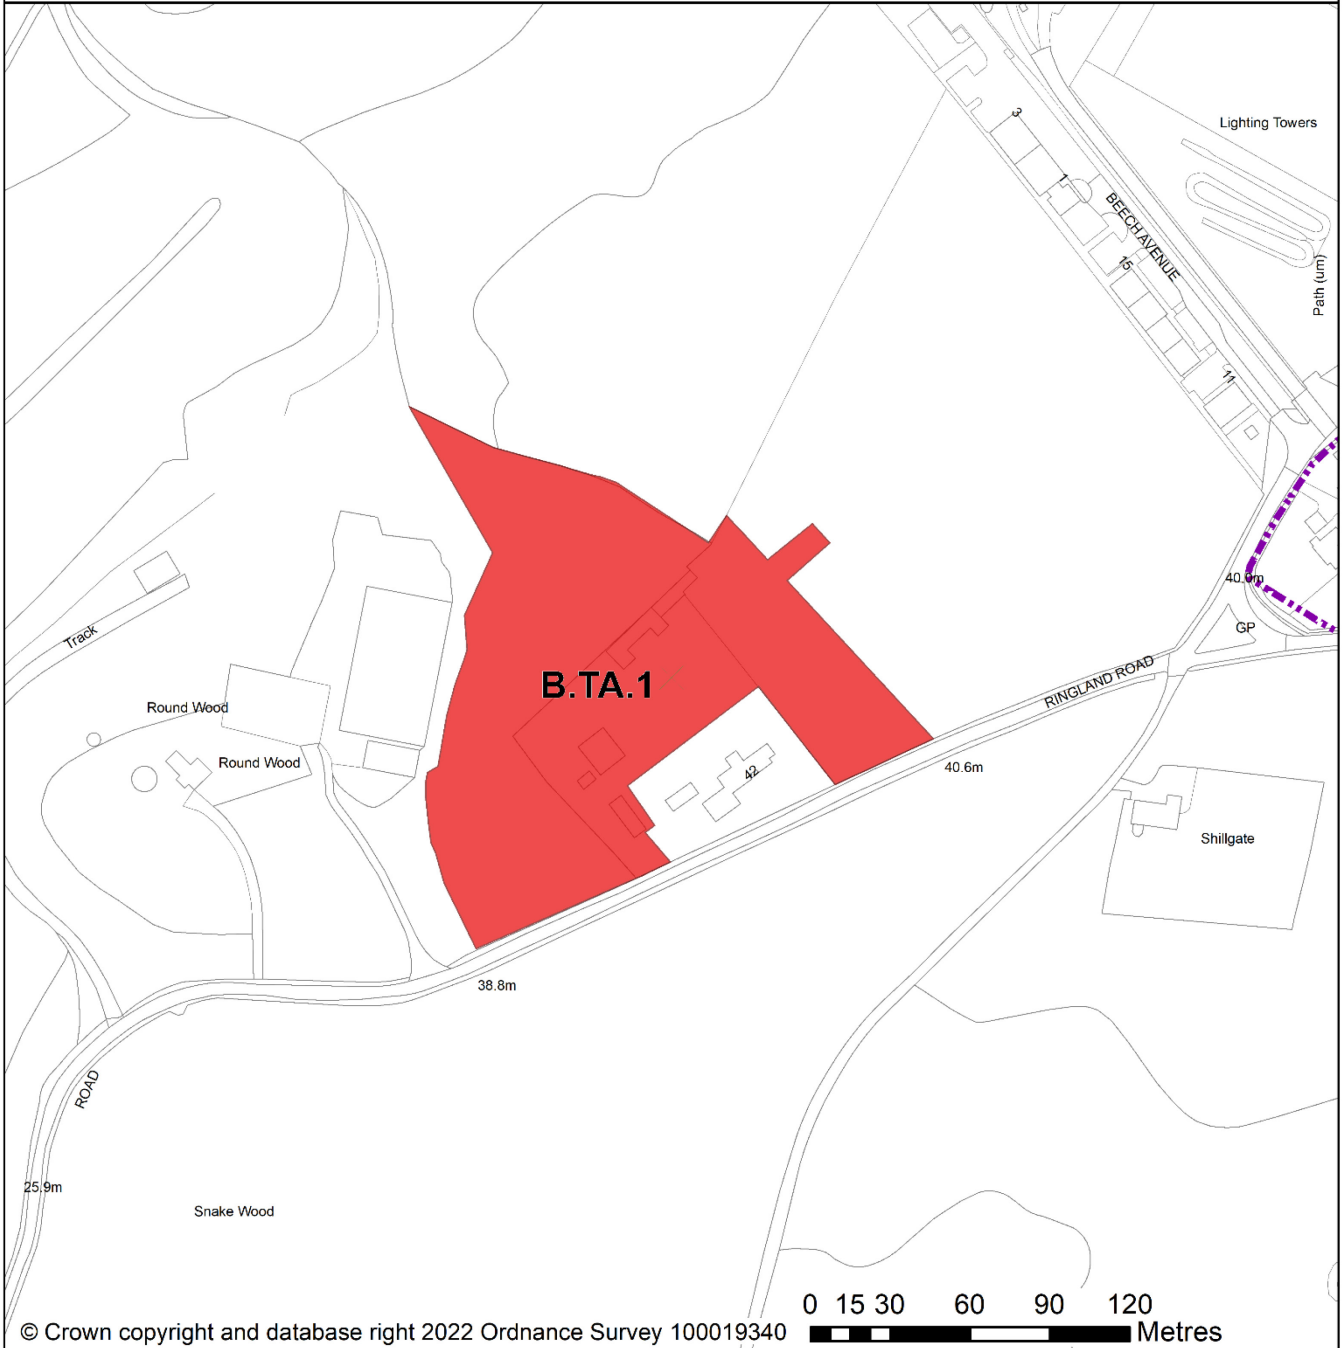 Lighting Towers
3
1
BEECH AVENUE
15
Path (um)
11
40.0m
GP
Track
RINGLAND ROAD
B.TA.1
Round Wood
Round Wood
42
40.6m
Shillgate
38.8m
ROAD
25.9m
Snake Wood
0 15 30 60 90 120
Metres
© Crown copyright and database right 2022 Ordnance Survey 100019340